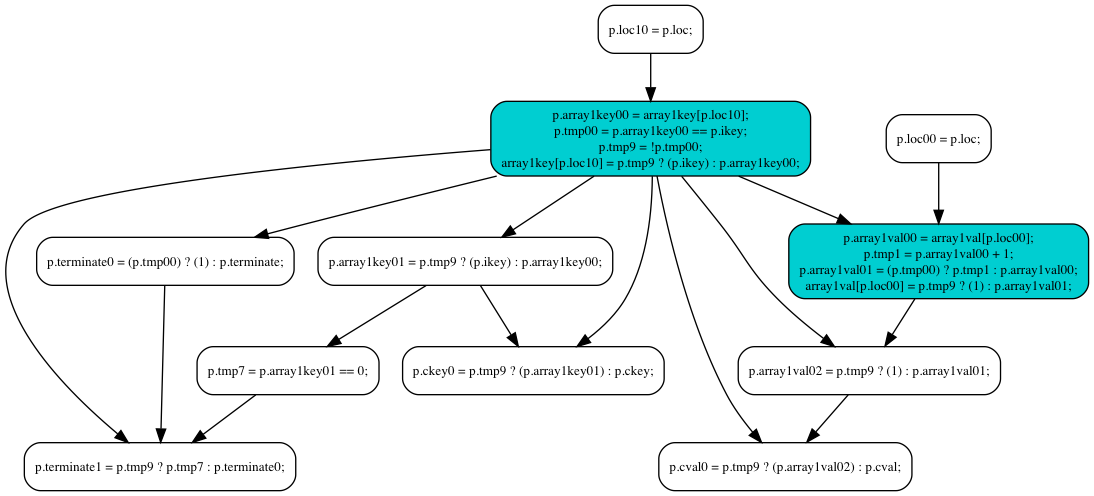 p.loc10 = p.loc;
p.array1key00 = array1key[p.loc10];
p.tmp00 = p.array1key00 == p.ikey;
p.tmp9 = !p.tmp00;
array1key[p.loc10] = p.tmp9 ? (p.ikey) : p.array1key00;
p.loc00 = p.loc;
p.array1val00 = array1val[p.loc00];
p.tmp1 = p.array1val00 + 1;
p.array1val01 = (p.tmp00) ? p.tmp1 : p.array1val00;
array1val[p.loc00] = p.tmp9 ? (1) : p.array1val01;
p.terminate0 = (p.tmp00) ? (1) : p.terminate;
p.array1key01 = p.tmp9 ? (p.ikey) : p.array1key00;
p.tmp7 = p.array1key01 == 0;
p.ckey0 = p.tmp9 ? (p.array1key01) : p.ckey;
p.array1val02 = p.tmp9 ? (1) : p.array1val01;
p.terminate1 = p.tmp9 ? p.tmp7 : p.terminate0;
p.cval0 = p.tmp9 ? (p.array1val02) : p.cval;